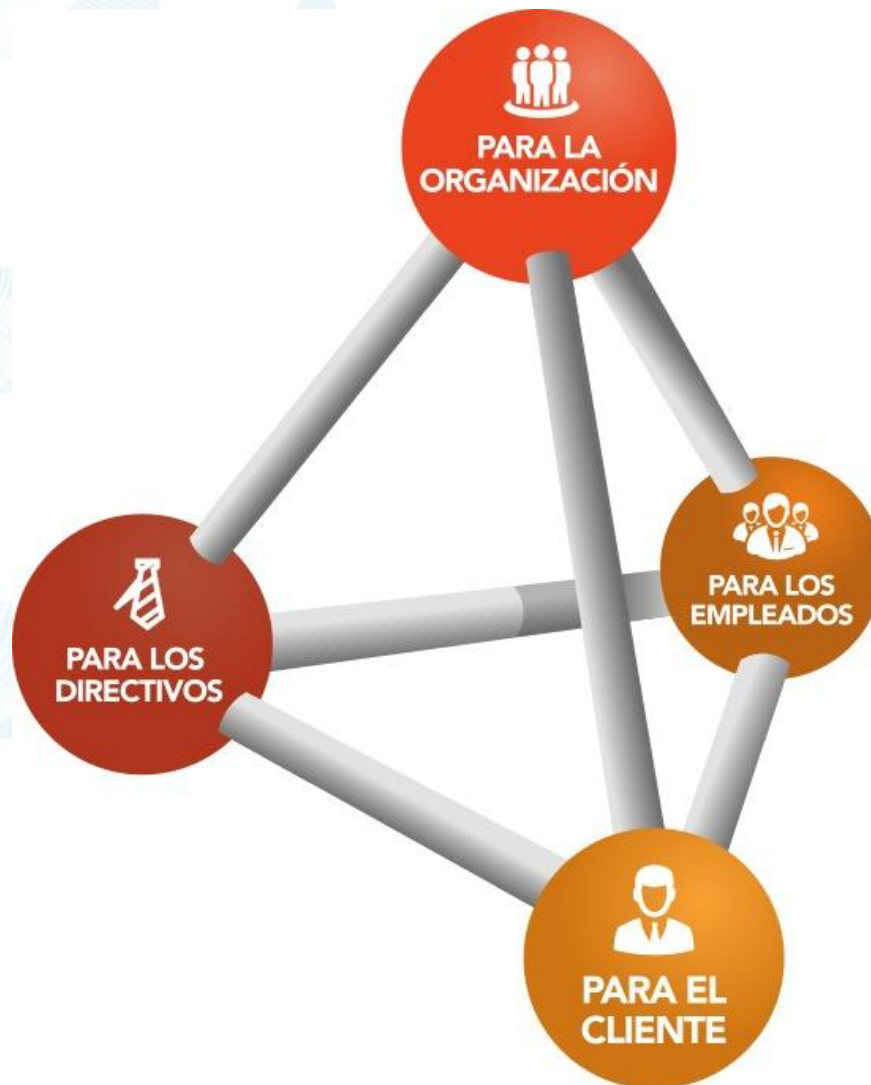 PARA LA
ORGANIZACIÓN
PARA LOS
EMPLEADOS
PARA LOS
DIRECTIVOS
PARA EL
CLIENTE